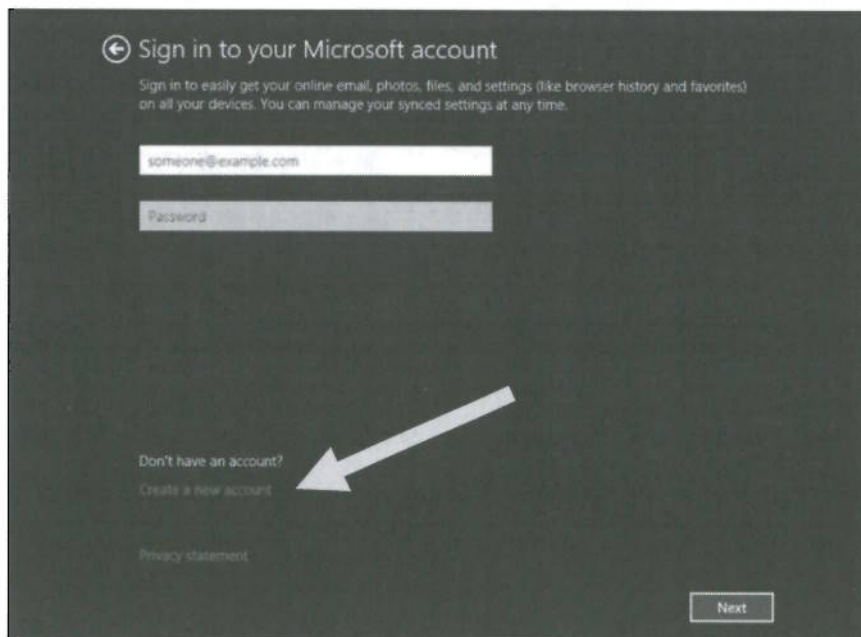 Sign in to your Microsoft account
Sign in to easily get your online email, photos, files, and settings (like browser history and favorites)
on all your devices. You can manage your synced settings at any time.
someone@example.com
Password
Don't have an account?
Create a new account
Privacy statement
Next